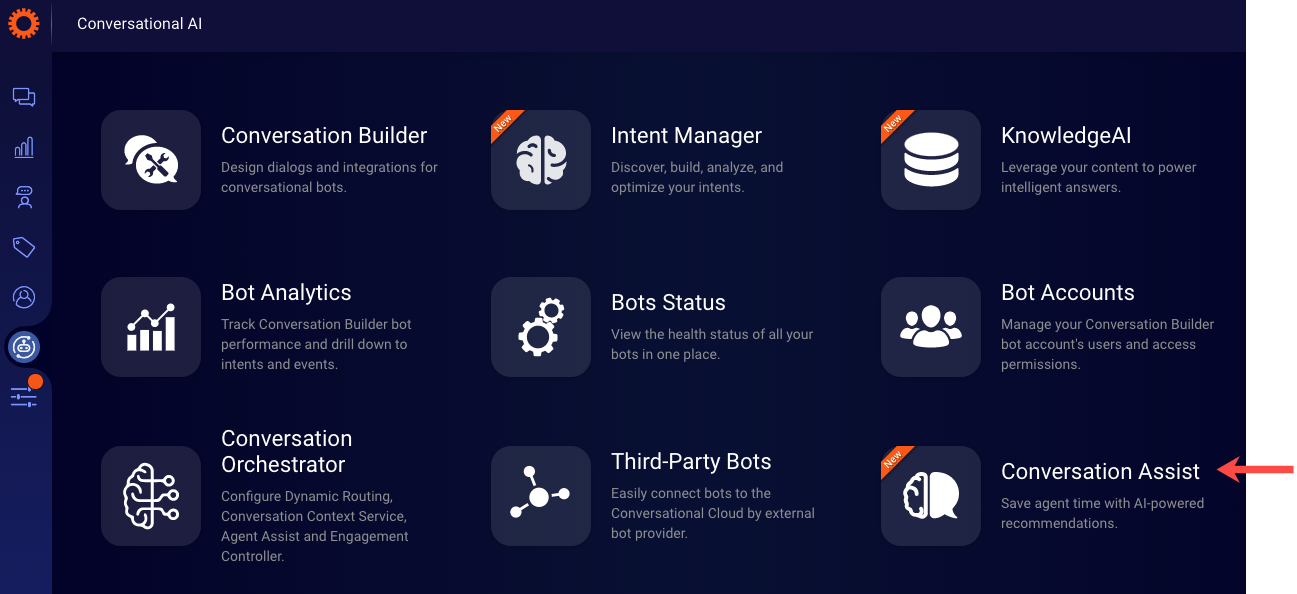 Conversational AI
Conversation Builder
Design dialogs and integrations for
conversational bots.
New
Intent Manager
Discover, build, analyze, and
optimize your intents.
New
KnowledgeAI
Leverage your content to power
intelligent answers.
Bot Analytics
Track Conversation Builder bot
performance and drill down to
intents and events.
Bots Status
View the health status of all your
bots in one place.
Bot Accounts
Manage your Conversation Builder
bot account's users and access
permissions.
Conversation
Orchestrator
Configure Dynamic Routing,
Conversation Context Service,
Agent Assist and Engagement
Controller.
Third-Party Bots
Easily connect bots to the
Conversational Cloud by external
bot provider.
New
Conversation Assist
Save agent time with AI-powered
recommendations.